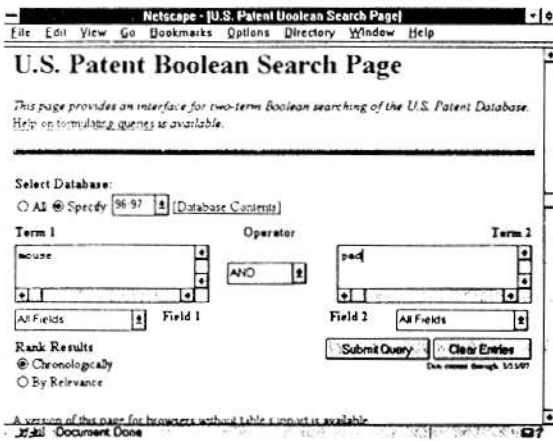 Netscape - [U.S. Patent Boolean Search Page]
File Edit View Go Bookmarks Options Directory Window Help
U.S. Patent Boolean Search Page
This page provides an interface for two-term Boolean searching of the U.S. Patent Database.
Help on formulating queries is available.
Select Database:
All Specify 96-97 [Database Contents]
Term 1 Operator Term 2
mouse AND pad
All Fields Field 1 Field 2 All Fields
Rank Results Submit Query Clear Entries
Chronologically Data current through
By Relevance
A version of this page for browsers without table support is available.
Document Done